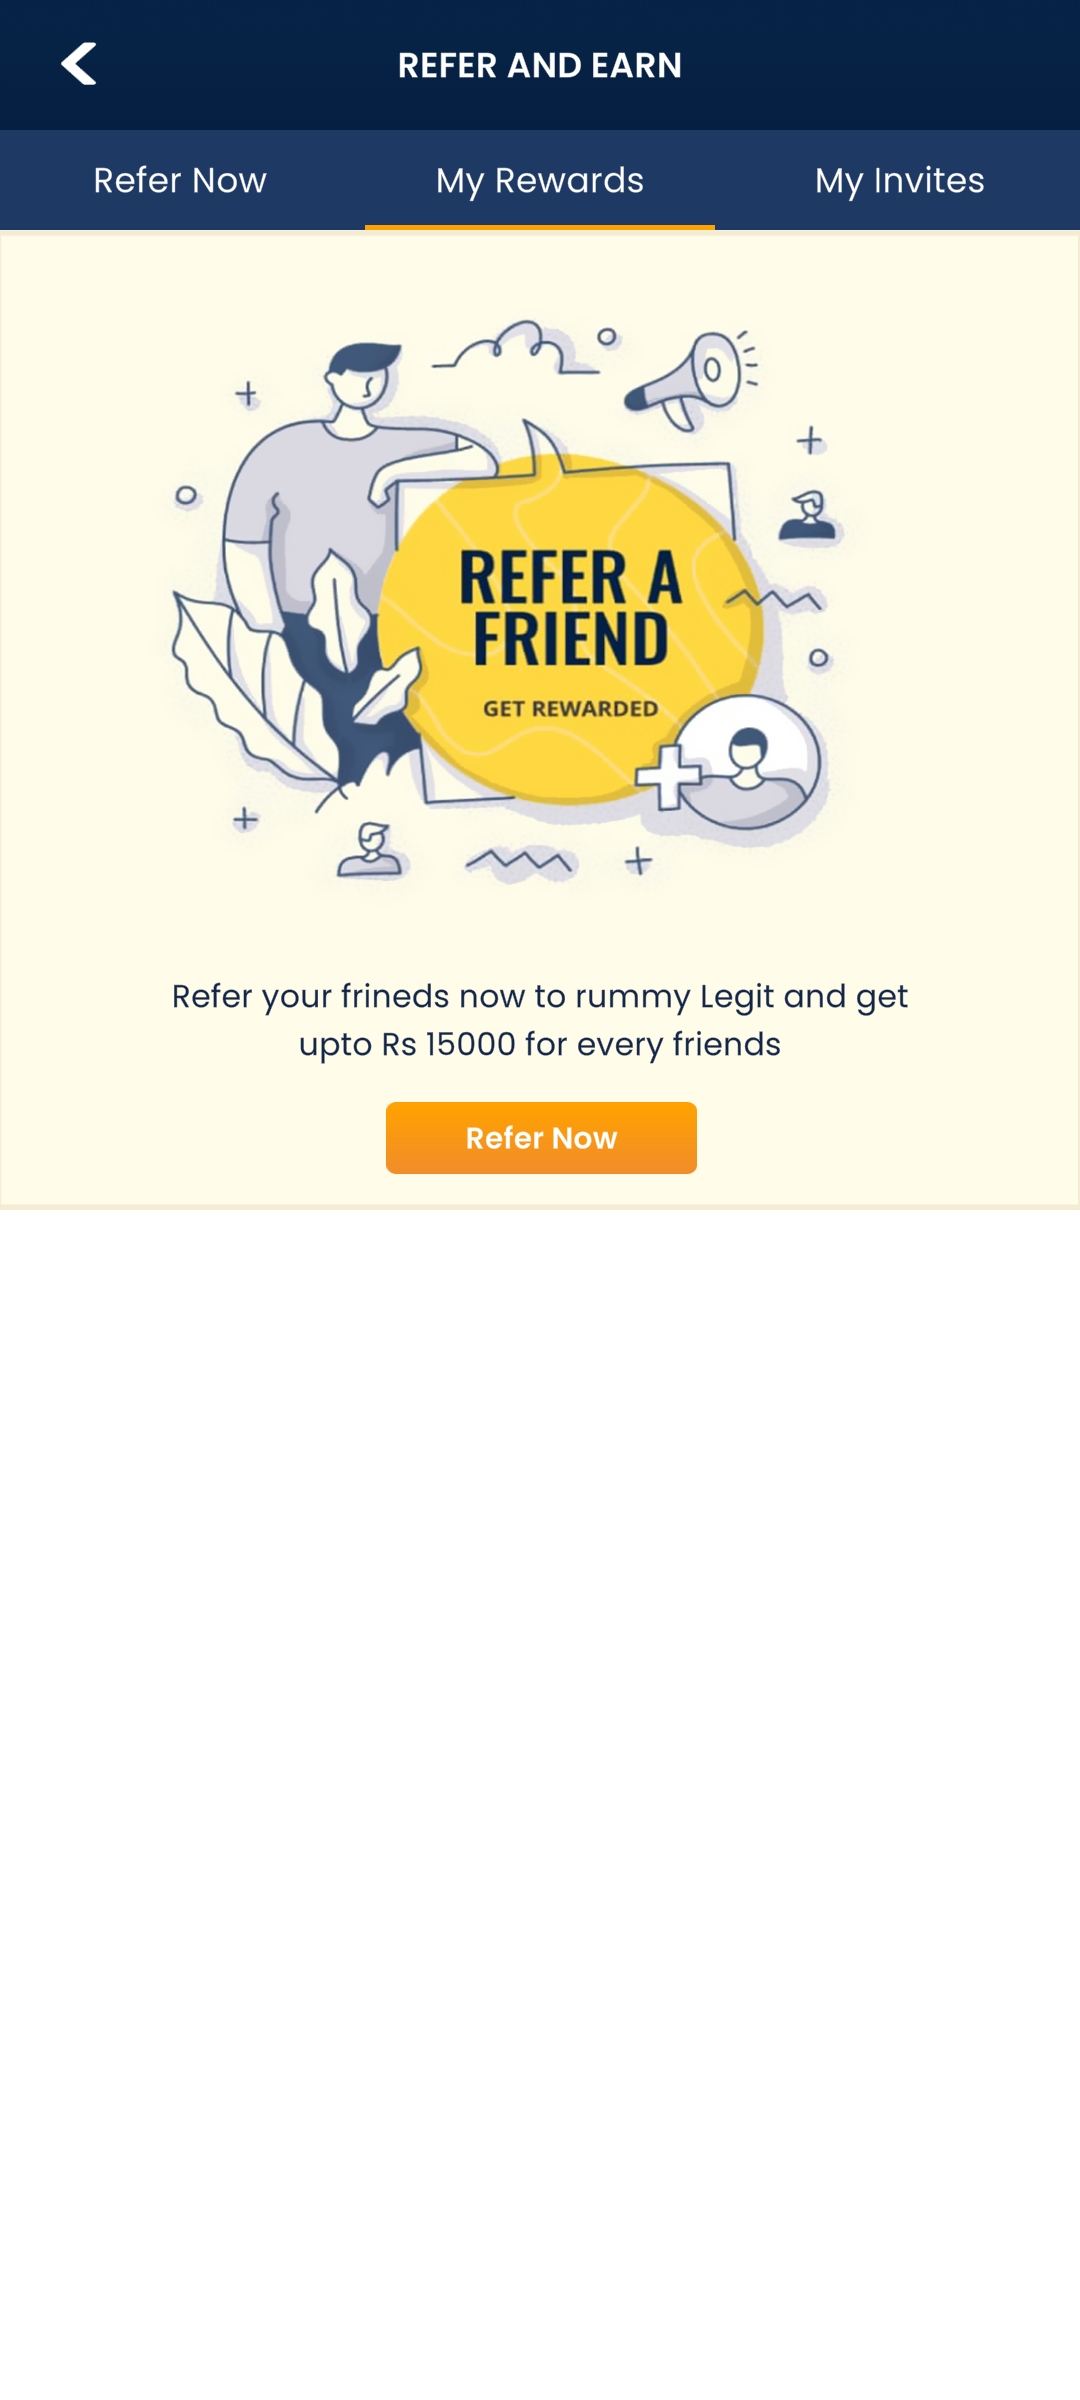 REFER AND EARN
Refer Now
My Rewards
My Invites
REFER A
FRIEND
GET REWARDED
Refer your frineds now to rummy Legit and get
upto Rs 15000 for every friends
Refer Now